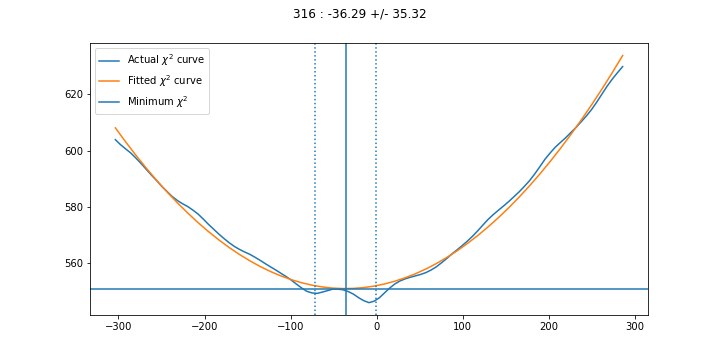 316 : -36.29 +/- 35.32
Actual χ² curve
Fitted χ² curve
Minimum χ²
620
600
580
560
−300 −200 −100 0 100 200 300